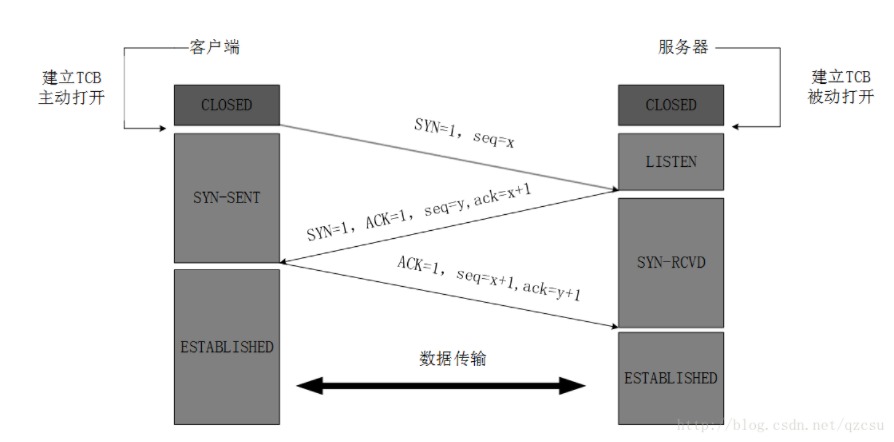 客户端
服务器
建立TCB
主动打开
建立TCB
被动打开
CLOSED
CLOSED
SYN=1, seq=x
LISTEN
SYN-SENT
SYN=1, ACK=1, seq=y,ack=x+1
SYN-RCVD
ACK=1, seq=x+1,ack=y+1
ESTABLISHED
数据传输
ESTABLISHED
http://blog.csdn.net/qzcsu